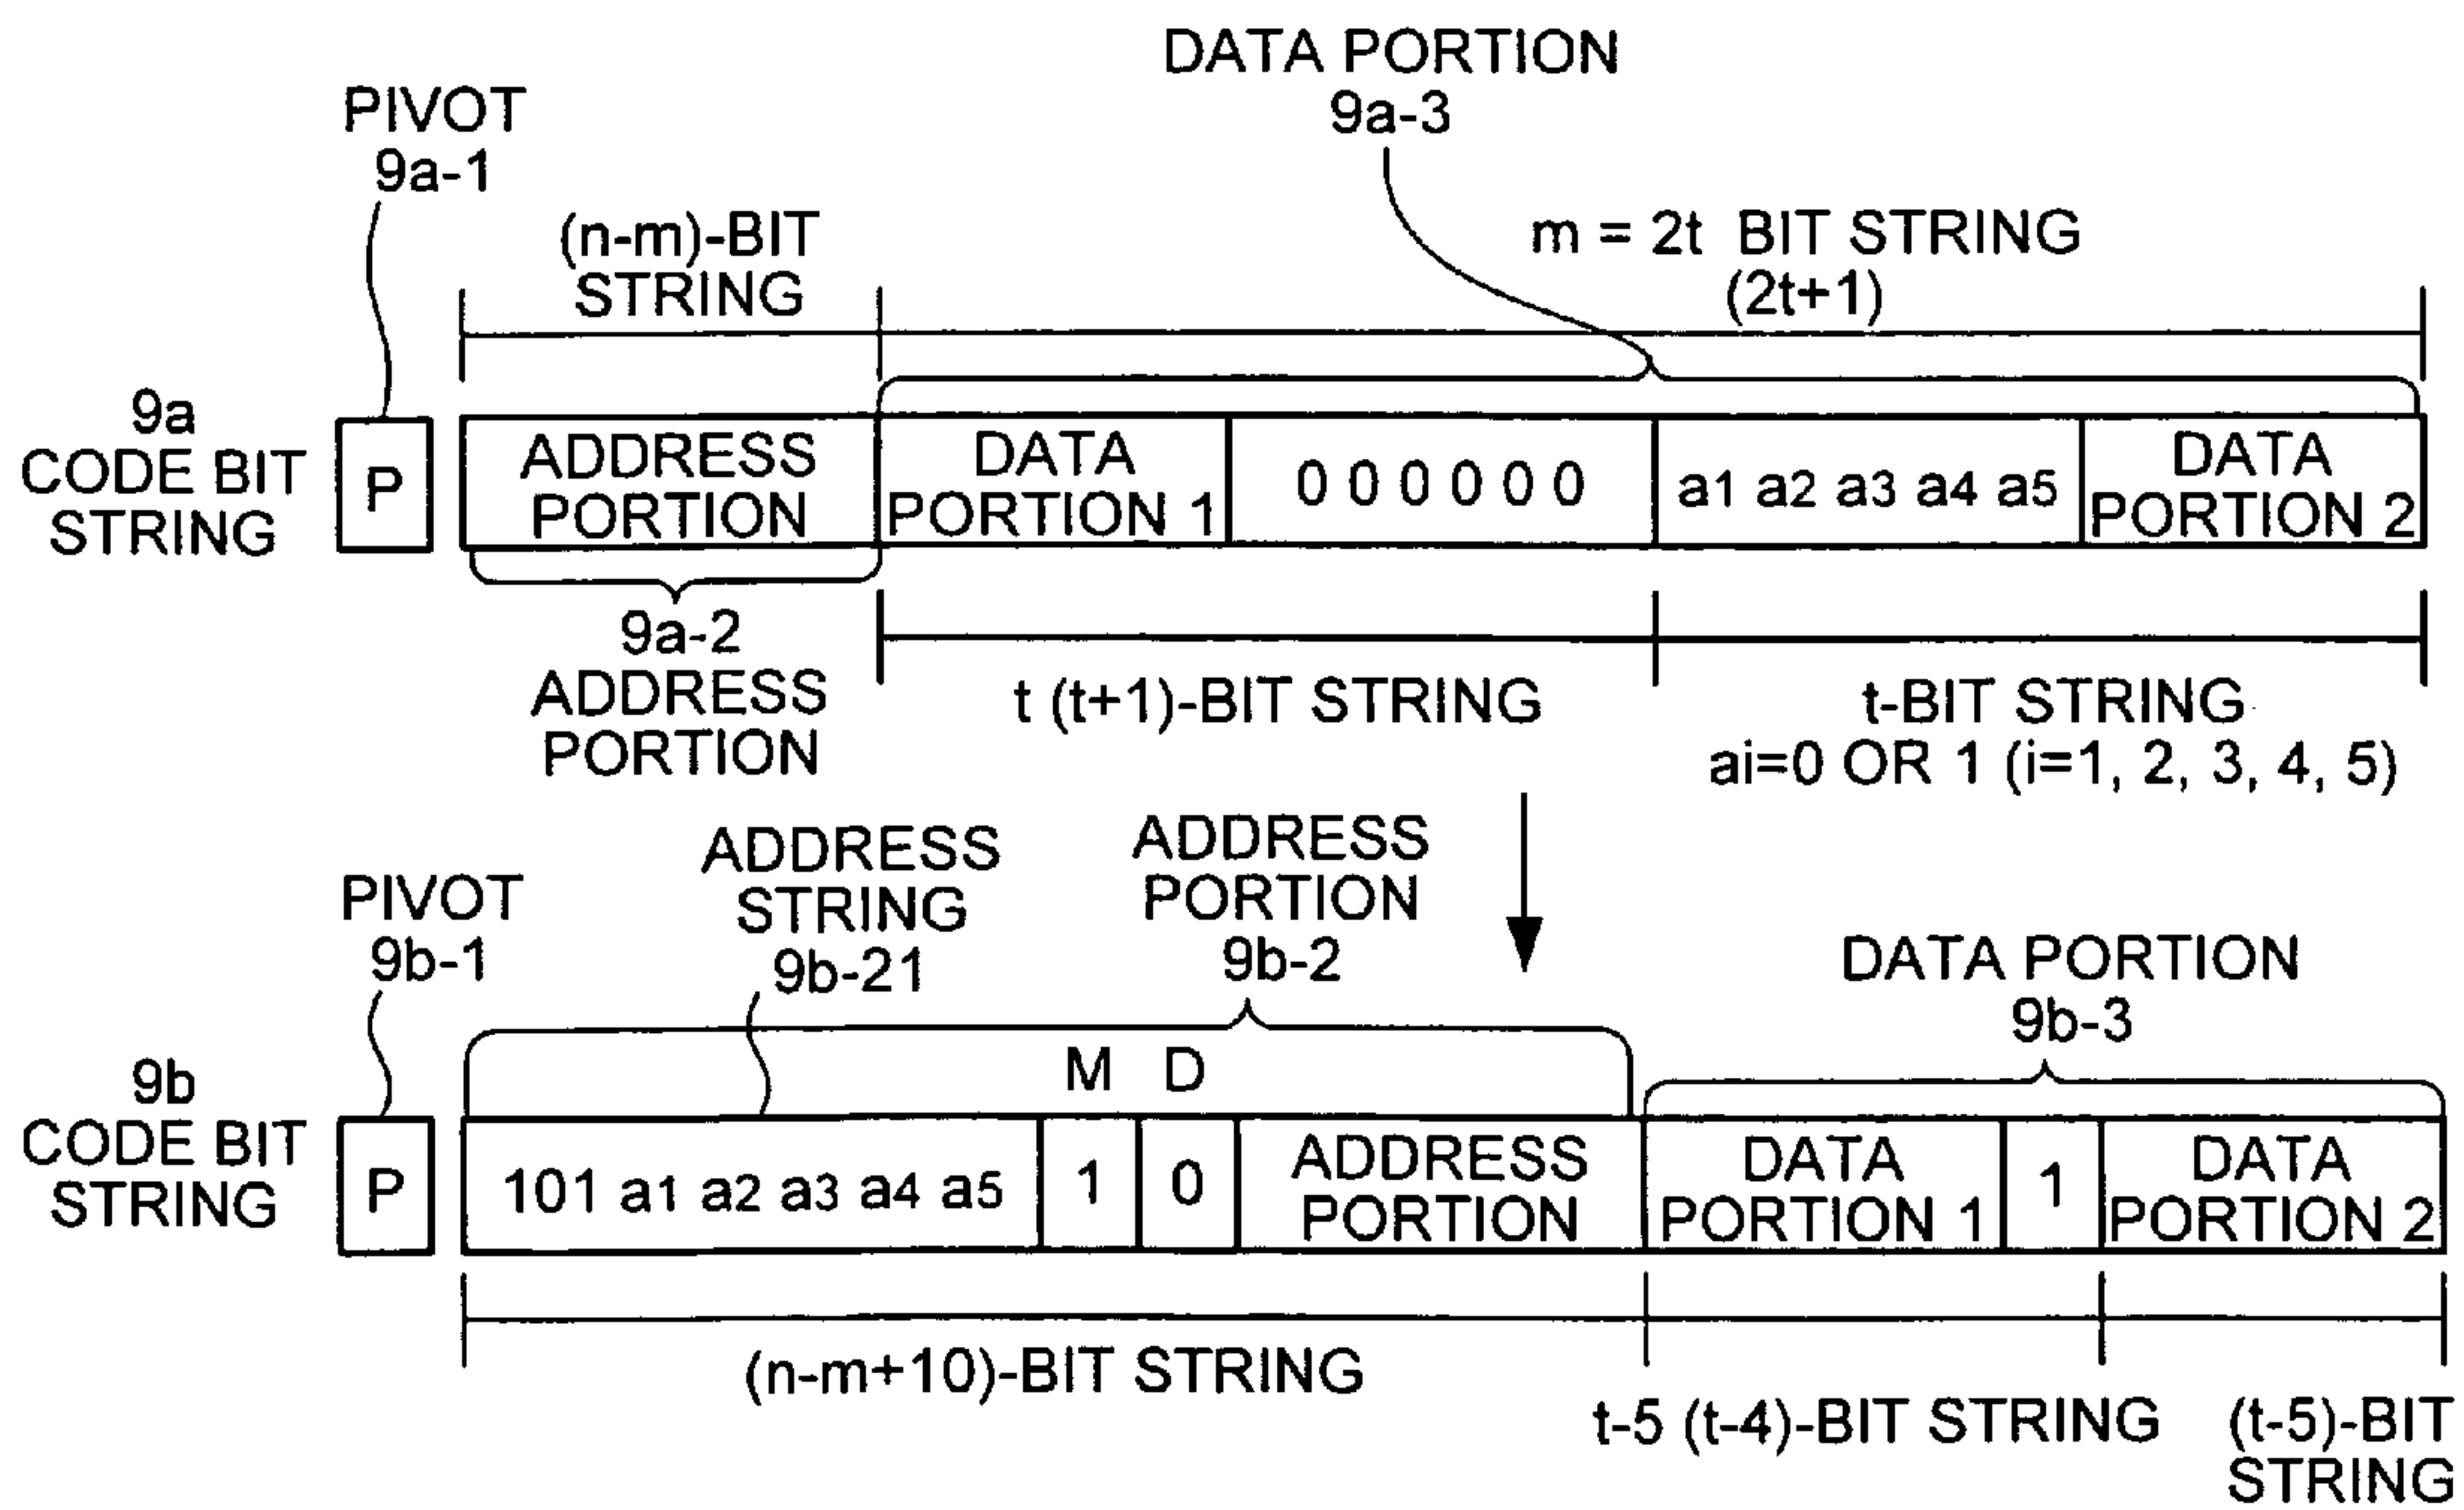 DATA PORTION
9a-3
PIVOT
9a-1
(n-m)-BIT
STRING
m = 2t BIT STRING
(2t+1)
9a
CODE BIT
STRING
P
ADDRESS
PORTION
DATA
PORTION 1
0 0 0 0 0 0
a1 a2 a3 a4 a5
DATA
PORTION 2
9a-2
ADDRESS
PORTION
t (t+1)-BIT STRING
t-BIT STRING
ai=0 OR 1 (i=1, 2, 3, 4, 5)
PIVOT
9b-1
ADDRESS
STRING
9b-21
ADDRESS
PORTION
9b-2
DATA PORTION
9b-3
M D
9b
CODE BIT
STRING
P
101 a1 a2 a3 a4 a5
1
0
ADDRESS
PORTION
DATA
PORTION 1
1
DATA
PORTION 2
(n-m+10)-BIT STRING
t-5 (t-4)-BIT STRING
(t-5)-BIT
STRING